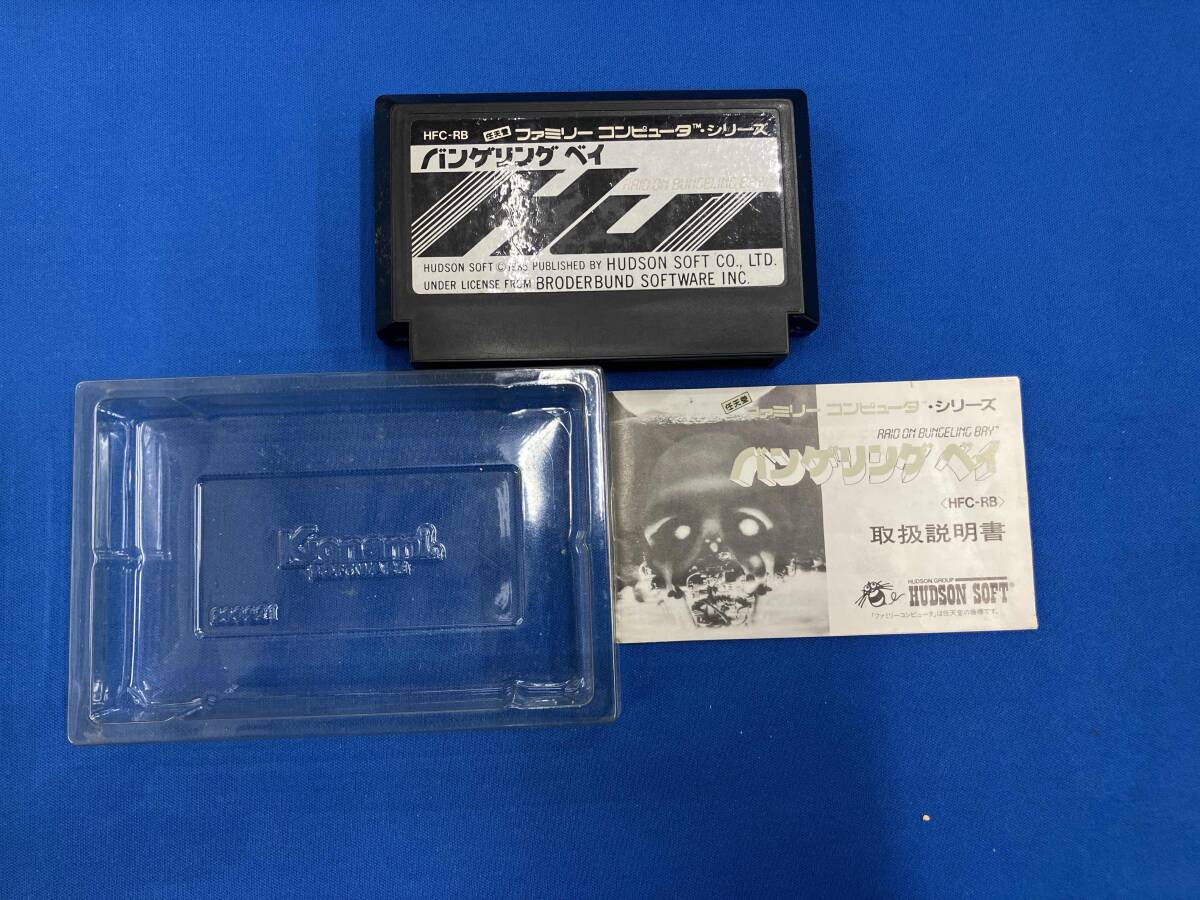 HFC-RB 任天堂 ファミリー コンピュータ™・シリーズ
バンゲリング ベイ
RAID ON BUNGELING BAY
HUDSON SOFT © 1985 PUBLISHED BY HUDSON SOFT CO., LTD.
UNDER LICENSE FROM BRODERBUND SOFTWARE INC.
任天堂 ファミリー コンピュータ™・シリーズ
RAID ON BUNGELING BAY™
バンゲリング ベイ
〈HFC-RB〉
取扱説明書
HUDSON GROUP
HUDSON SOFT®
「ファミリーコンピュータ」は任天堂の商標です。
Konami